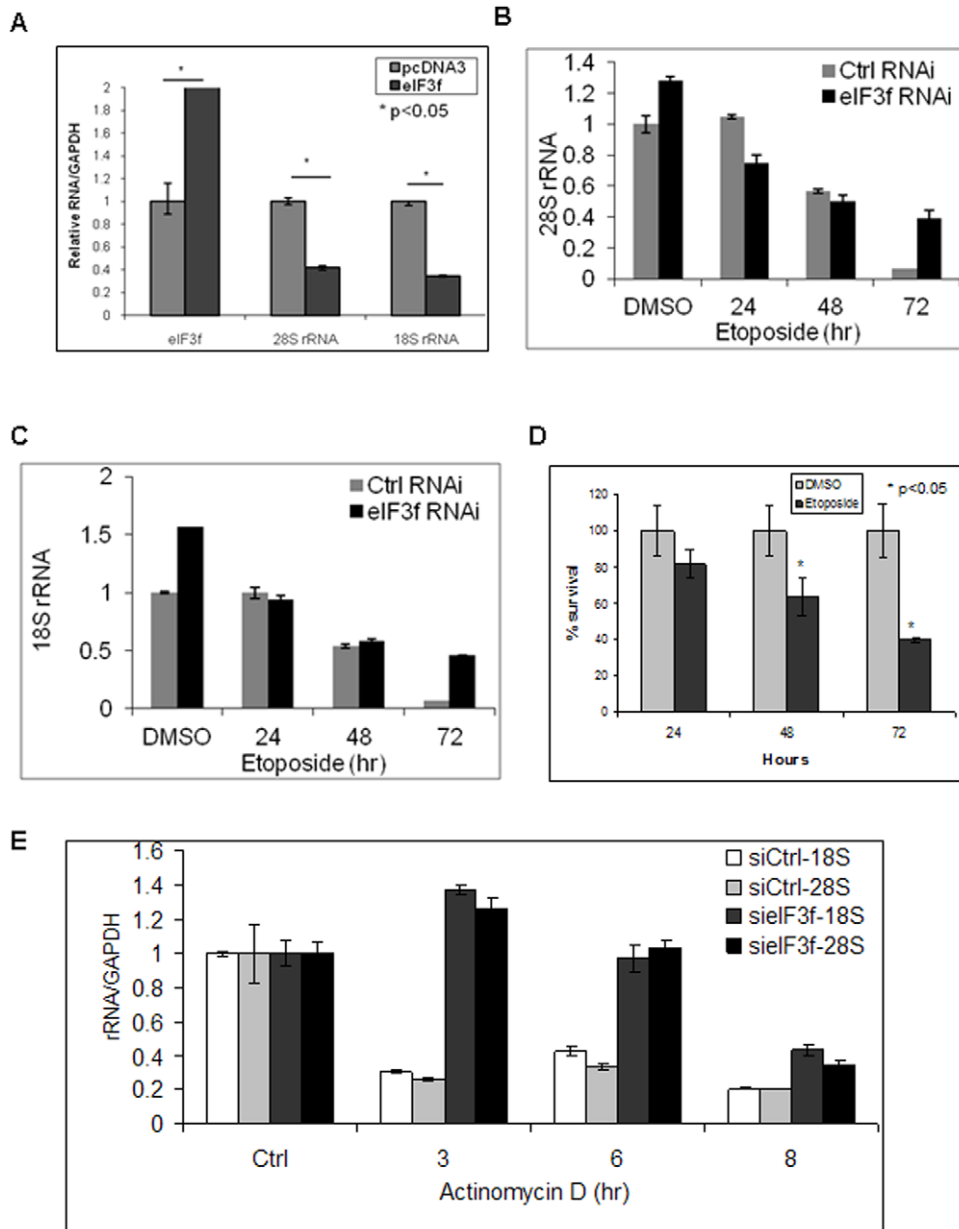 A
pcDNA3
eIF3f
* p<0.05
Relative RNA/GAPDH
2
1.8
1.6
1.4
1.2
1
0.8
0.6
0.4
0.2
0
*
*
*
eIF3f
28S rRNA
18S rRNA
B
Ctrl RNAi
eIF3f RNAi
28S rRNA
1.4
1.2
1
0.8
0.6
0.4
0.2
0
DMSO 24 48 72
Etoposide (hr)
C
Ctrl RNAi
eIF3f RNAi
18S rRNA
2
1.5
1
0.5
0
DMSO 24 48 72
Etoposide (hr)
D
DMSO
Etoposide
* p<0.05
% survival
120
100
80
60
40
20
0
*
*
24 48 72
Hours
E
siCtrl-18S
siCtrl-28S
sieIF3f-18S
sieIF3f-28S
rRNA/GAPDH
1.6
1.4
1.2
1
0.8
0.6
0.4
0.2
0
Ctrl 3 6 8
Actinomycin D (hr)